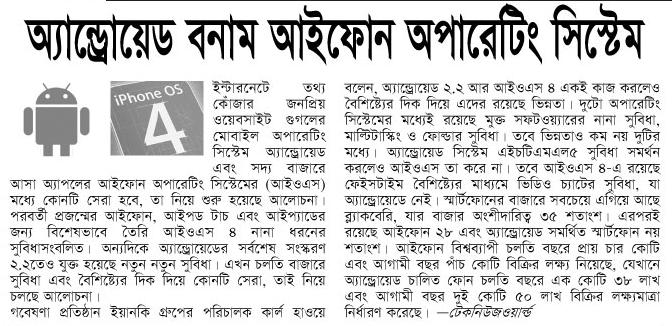 অ্যান্ড্রোয়েড বনাম আইফোন অপারেটিং সিস্টেম
iPhone OS
4
ইন্টারনেটে তথ্য
কোঁজার জনপ্রিয়
ওয়েবসাইট গুগলের
মোবাইল অপারেটিং
সিস্টেম অ্যান্ড্রোয়েড
এবং সদ্য বাজারে
আসা অ্যাপলের আইফোন অপারেটিং সিস্টেমের (আইওএস)
মধ্যে কোনটি সেরা হবে, তা নিয়ে শুরু হয়েছে আলোচনা।
পরবর্তী প্রজন্মের আইফোন, আইপড টাচ এবং আইপ্যাডের
জন্য বিশেষভাবে তৈরি আইওএস ৪ নানা ধরনের
সুবিধাসংবলিত। অন্যদিকে অ্যান্ড্রোয়েডের সর্বশেষ সংস্করণ
২.২তেও যুক্ত হয়েছে নতুন নতুন সুবিধা। এখন চলতি বাজারে
সুবিধা এবং বৈশিষ্ট্যের দিক দিয়ে কোনটি সেরা, তাই নিয়ে
চলছে আলোচনা।
গবেষণা প্রতিষ্ঠান ইয়ানকি গ্রুপের পরিচালক কার্ল হাওয়ে
বলেন, অ্যান্ড্রোয়েড ২.২ আর আইওএস ৪ একই কাজ করলেও
বৈশিষ্ট্যের দিক দিয়ে এদের রয়েছে ভিন্নতা। দুটো অপারেটিং
সিস্টেমের মধ্যেই রয়েছে মুক্ত সফটওয়্যারের নানা সুবিধা,
মাল্টিটাস্কিং ও ফোল্ডার সুবিধা। তবে ভিন্নতাও কম নয় দুটির
মধ্যে। অ্যান্ড্রোয়েড সিস্টেম এইচটিএমএল৫ সুবিধা সমর্থন
করলেও আইওএস তা করে না। তবে আইওএস ৪-এ রয়েছে
ফেইসটাইম বৈশিষ্ট্যের মাধ্যমে ভিডিও চ্যাটের সুবিধা, যা
অ্যান্ড্রোয়েডে নেই। স্মার্টফোনের বাজারে সবচেয়ে এগিয়ে আছে
ব্ল্যাকবেরি, যার বাজার অংশীদারিত্ব ৩৫ শতাংশ। এরপরই
রয়েছে আইফোন ২৮ এবং অ্যান্ড্রোয়েড সমর্থিত স্মার্টফোন নয়
শতাংশ। আইফোন বিশ্বব্যাপী চলতি বছরে প্রায় চার কোটি
এবং আগামী বছর পাঁচ কোটি বিক্রির লক্ষ্য নিয়েছে, যেখানে
অ্যান্ড্রোয়েড চালিত ফোন চলতি বছরে এক কোটি ৩৮ লাখ
এবং আগামী বছর দুই কোটি ৫০ লাখ বিক্রির লক্ষ্যমাত্রা
নির্ধারণ করেছে। —টেকনিউজওয়ার্ল্ড